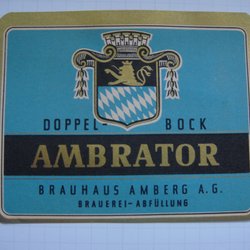 DOPPEL- BOCK
AMBRATOR
BRAUHAUS AMBERG A.G.
BRAUEREI-ABFÜLLUNG